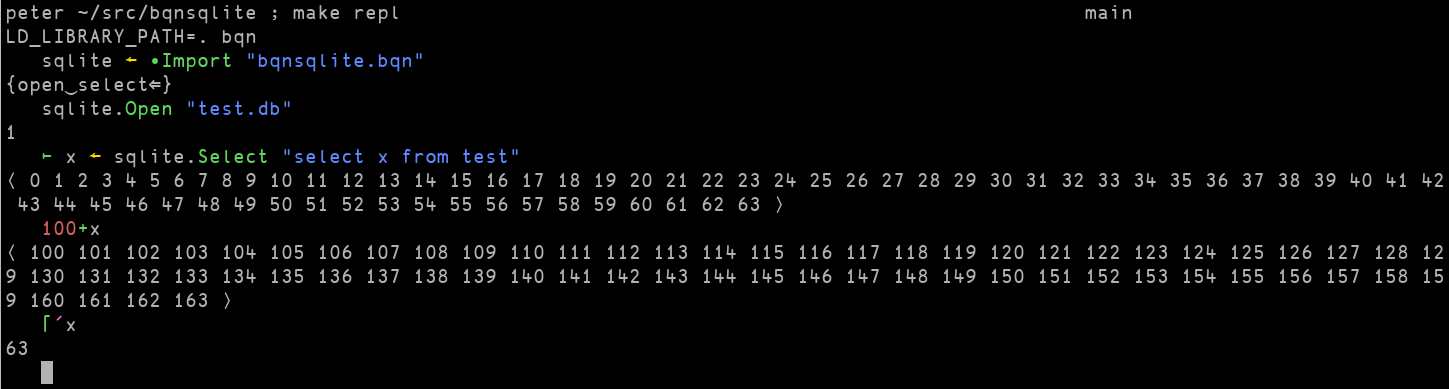 peter ~/src/bqnsqlite ; make repl main
LD_LIBRARY_PATH=. bqn
   sqlite ← •Import "bqnsqlite.bqn"
{open‿select⇐}
   sqlite.Open "test.db"
1
   ⊢ x ← sqlite.Select "select x from test"
⟨ 0 1 2 3 4 5 6 7 8 9 10 11 12 13 14 15 16 17 18 19 20 21 22 23 24 25 26 27 28 29 30 31 32 33 34 35 36 37 38 39 40 41 42
 43 44 45 46 47 48 49 50 51 52 53 54 55 56 57 58 59 60 61 62 63 ⟩
   100+x
⟨ 100 101 102 103 104 105 106 107 108 109 110 111 112 113 114 115 116 117 118 119 120 121 122 123 124 125 126 127 128 12
9 130 131 132 133 134 135 136 137 138 139 140 141 142 143 144 145 146 147 148 149 150 151 152 153 154 155 156 157 158 15
9 160 161 162 163 ⟩
   ⌈´x
63